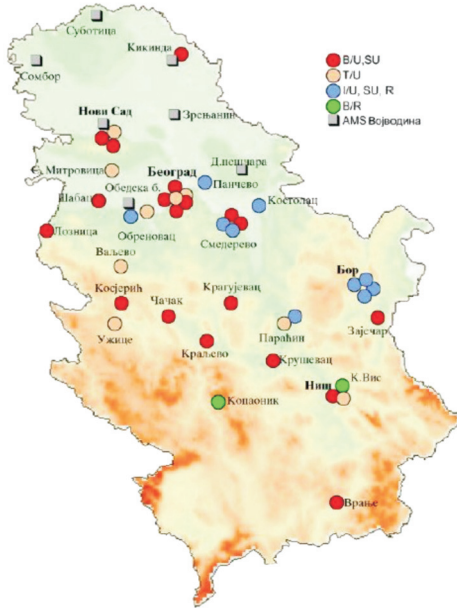 Суботица
Кикинда
Сомбор
B/U,SU
T/U
I/U, SU, R
B/R
AMS Војводина
Нови Сад
Зрењанин
С. Митровица
Београд
Д.пешчара
Обедска б.
Панчево
Шабац
Костолац
Лозница
Обреновац
Смедерево
Ваљево
Бор
Косјерић
Чачак
Крагујевац
Ужице
Параћин
Зајечар
Краљево
Крушевац
К.Вис
Ниш
Копаоник
Врање